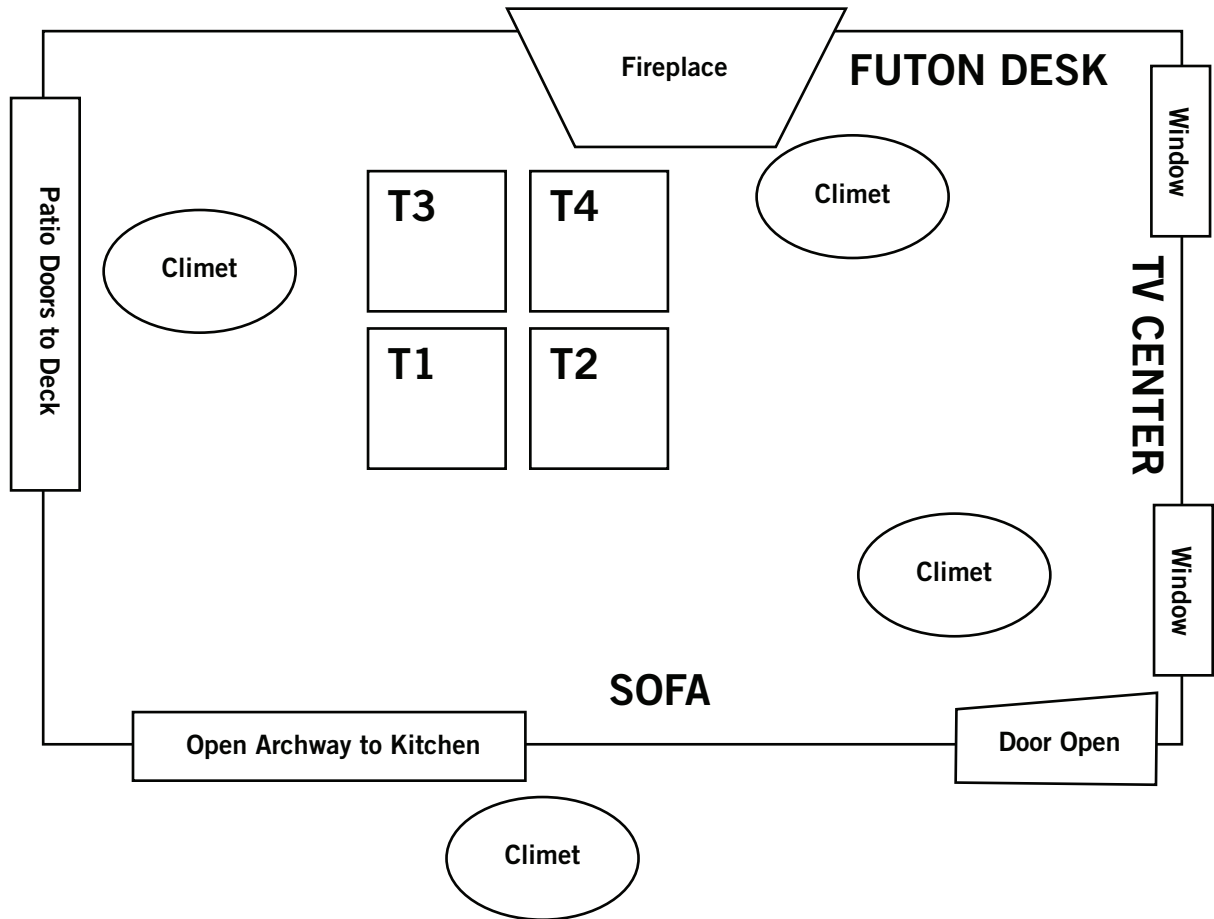 Fireplace
FUTON DESK
Window
Patio Doors to Deck
T3
T4
Climet
Climet
TV CENTER
T1
T2
Climet
Window
SOFA
Open Archway to Kitchen
Door Open
Climet